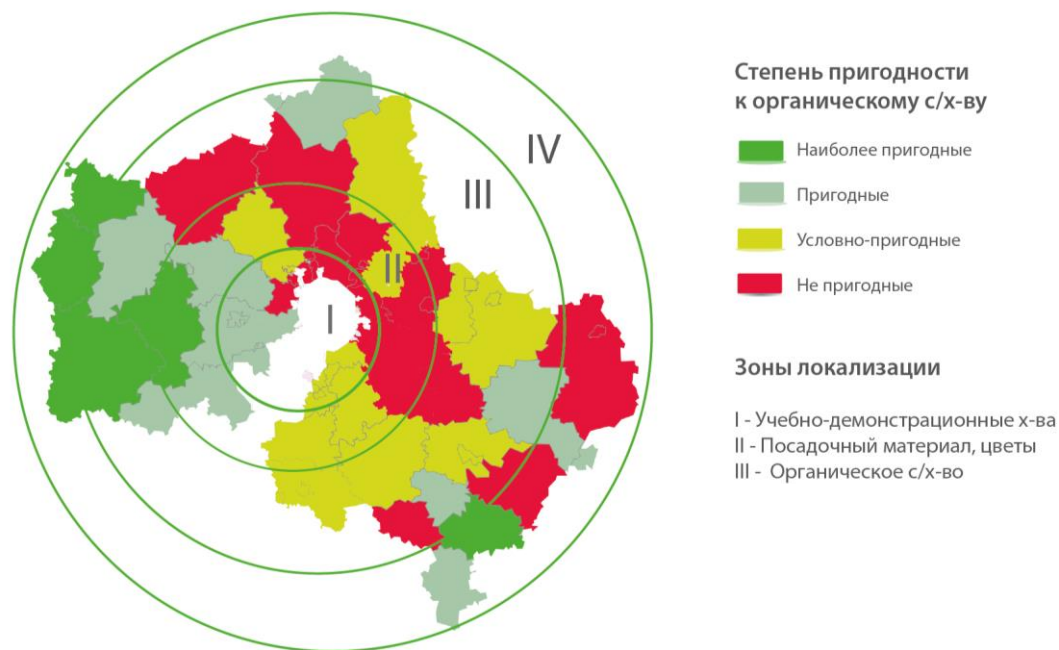 Степень пригодности
к органическому с/х-ву
Наиболее пригодные
Пригодные
Условно-пригодные
Не пригодные
Зоны локализации
I - Учебно-демонстрационные х-ва
II - Посадочный материал, цветы
III - Органическое с/х-во
IV
III
II
I